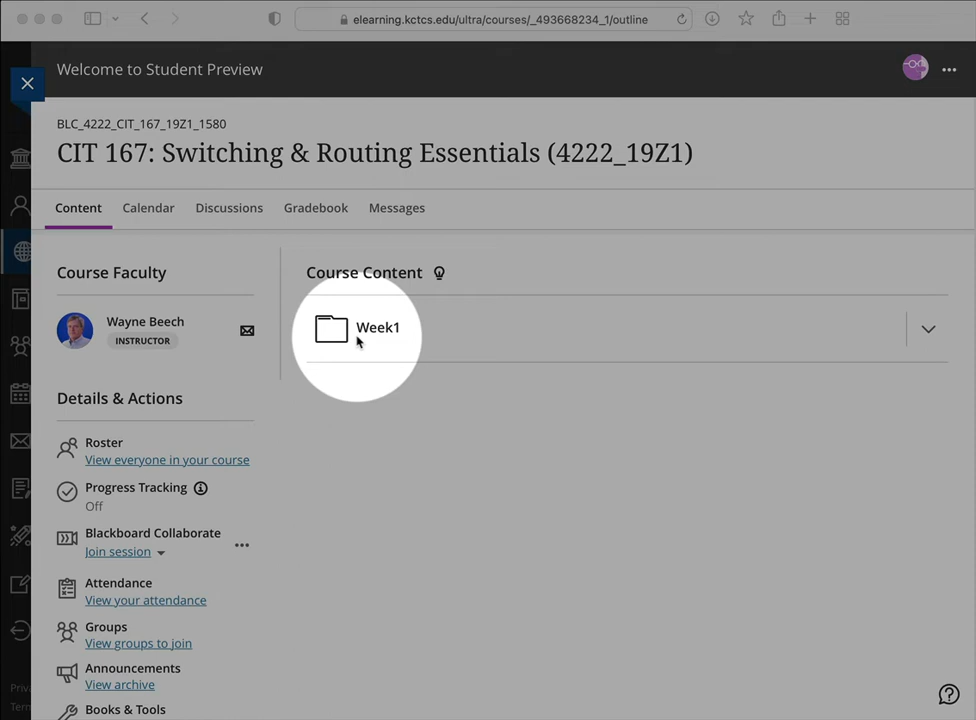 elearning.kctcs.edu/ultra/courses/_493668234_1/outline
Welcome to Student Preview
BLC_4222_CIT_167_19Z1_1580
CIT 167: Switching & Routing Essentials (4222_19Z1)
Content
Calendar
Discussions
Gradebook
Messages
Course Faculty
Wayne Beech
INSTRUCTOR
Details & Actions
Roster
View everyone in your course
Progress Tracking
Off
Blackboard Collaborate
Join session
Attendance
View your attendance
Groups
View groups to join
Announcements
View archive
Books & Tools
Course Content
Week1
Priva
Term